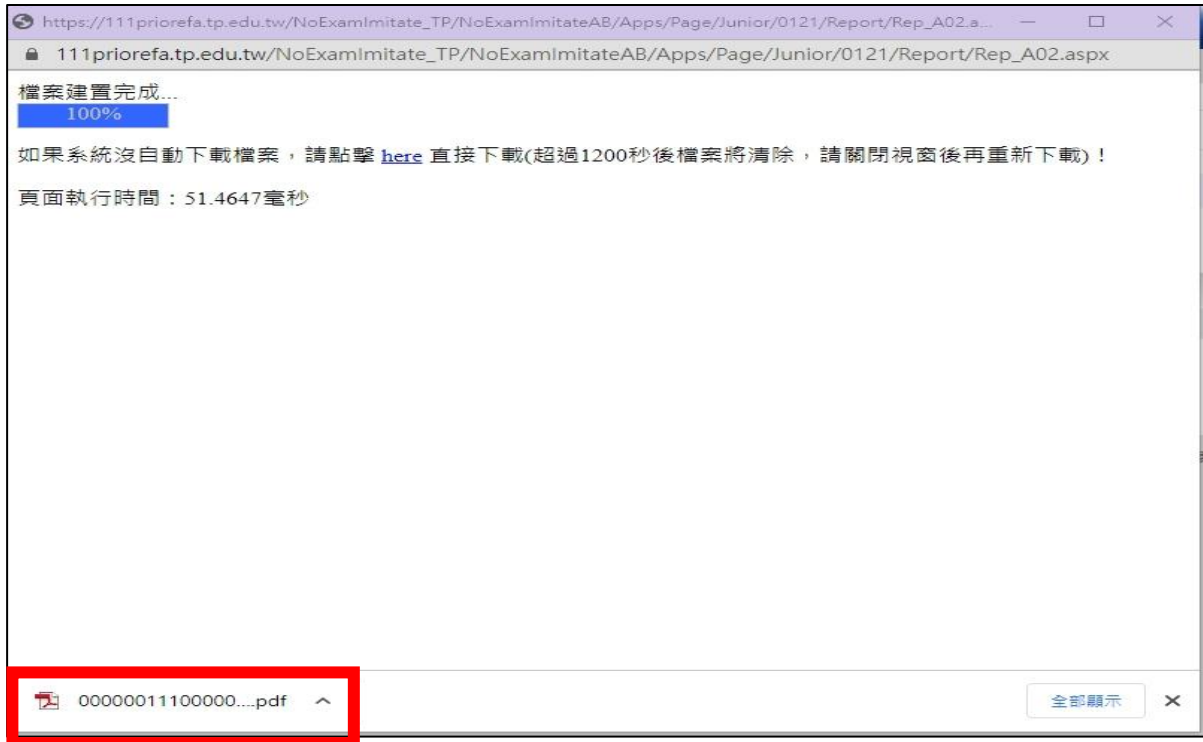 https://111priorefa.tp.edu.tw/NoExamImitate_TP/NoExamImitateAB/Apps/Page/Junior/0121/Report/Rep_A02.a...
111priorefa.tp.edu.tw/NoExamImitate_TP/NoExamImitateAB/Apps/Page/Junior/0121/Report/Rep_A02.aspx
檔案建置完成...
100%
如果系統沒自動下載檔案，請點擊 here 直接下載(超過1200秒後檔案將清除，請關閉視窗後再重新下載)！
頁面執行時間：51.4647毫秒
00000011100000....pdf
全部顯示